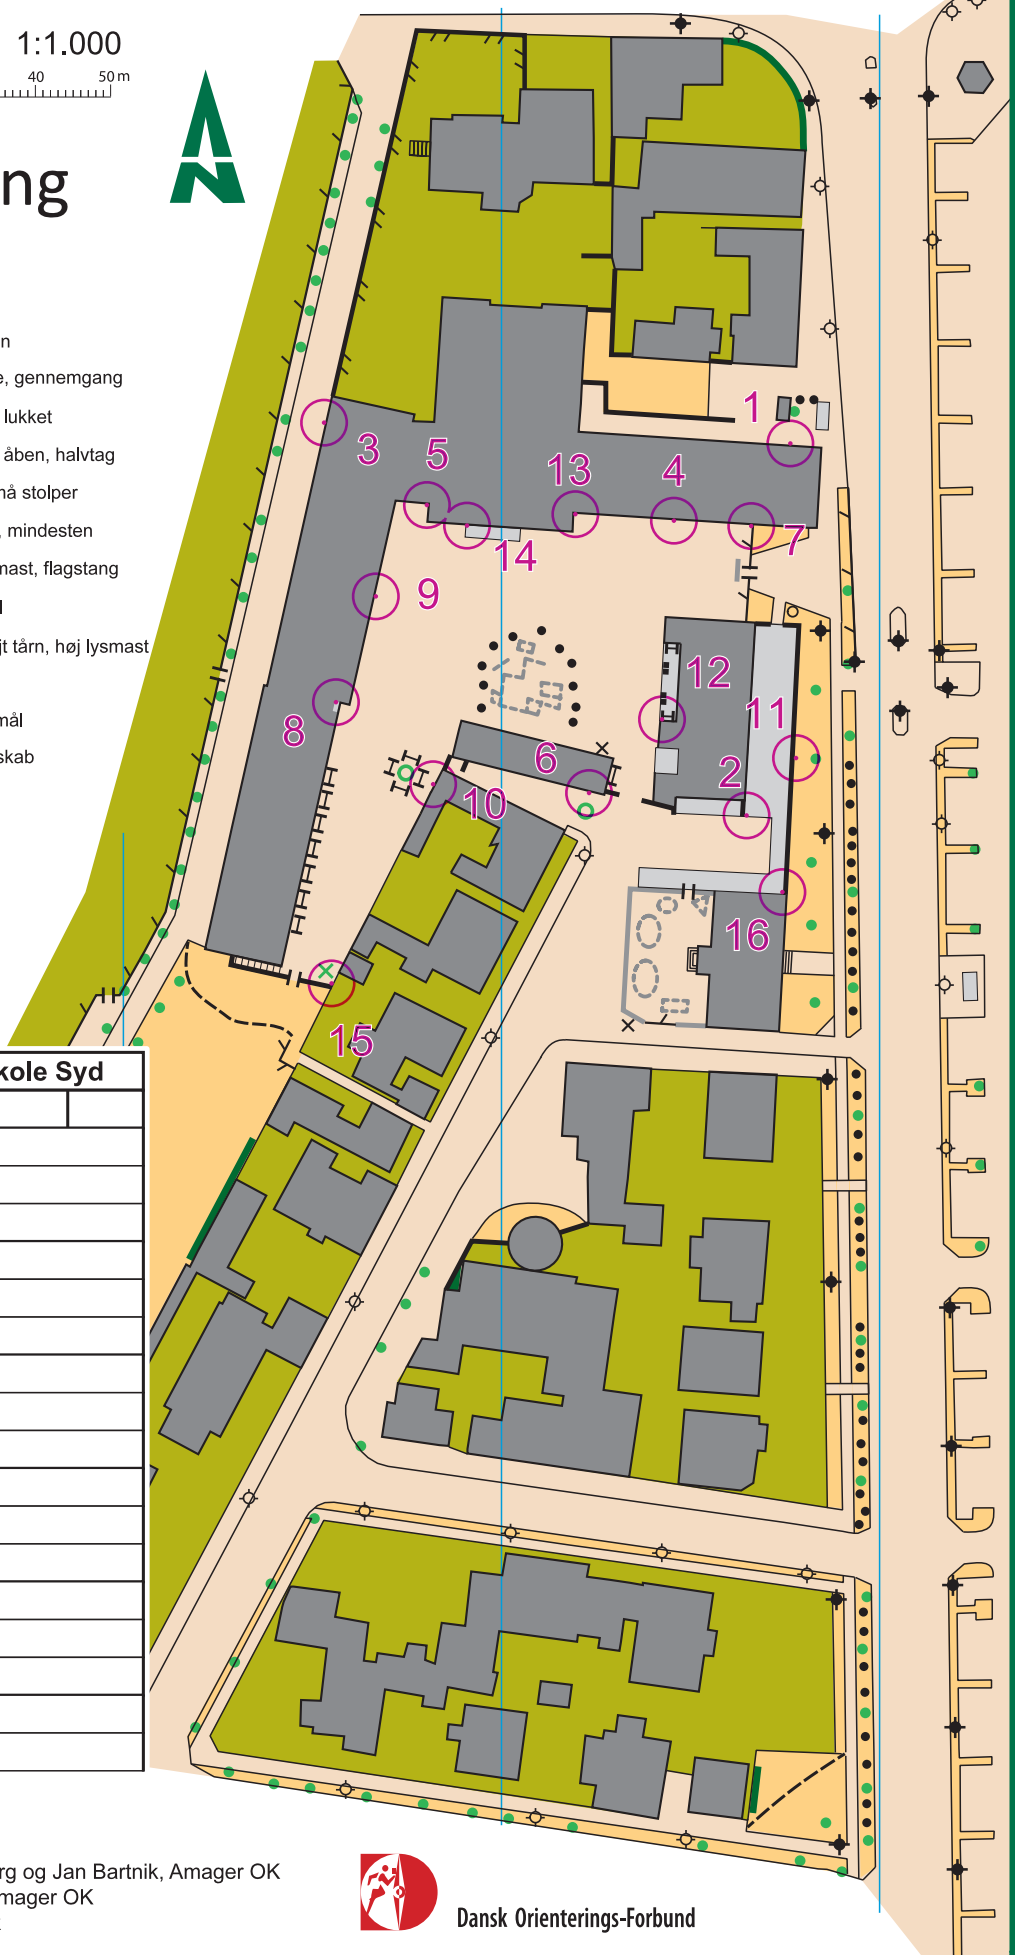 1:1.000
40 50 m
ng
n
e, gennemgang
lukket
åben, halvtag
må stolper
, mindesten
mast, flagstang
l
jt tårn, høj lysmast
mål
skab
1
3
5
13
4
7
14
9
12
11
8
6
2
10
16
15
kole Syd
rg og Jan Bartnik, Amager OK
mager OK
Dansk Orienterings-Forbund